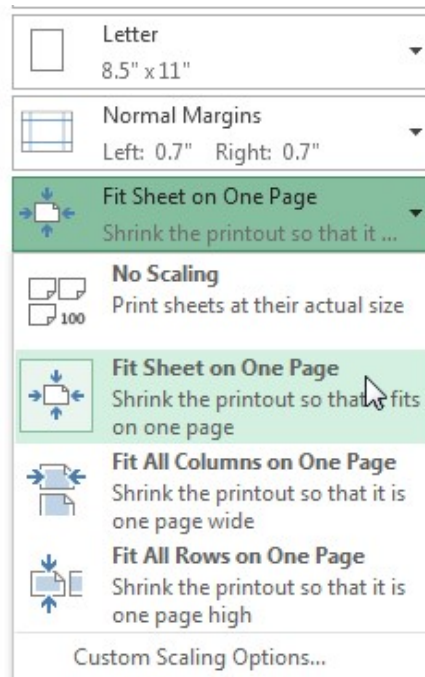 Letter
8.5" x 11"
Normal Margins
Left: 0.7" Right: 0.7"
Fit Sheet on One Page
Shrink the printout so that it ...
No Scaling
100 Print sheets at their actual size
Fit Sheet on One Page
Shrink the printout so that fits
on one page
Fit All Columns on One Page
Shrink the printout so that it is
one page wide
Fit All Rows on One Page
Shrink the printout so that it is
one page high
Custom Scaling Options...